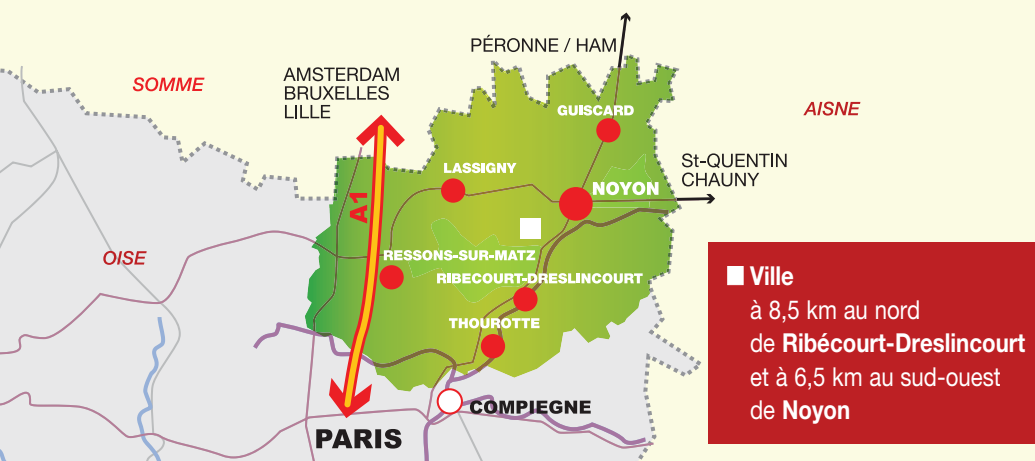 PÉRONNE / HAM
SOMME
AMSTERDAM
BRUXELLES
LILLE
AISNE
GUISCARD
St-QUENTIN
CHAUNY
LASSIGNY
NOYON
A1
OISE
RESSONS-SUR-MATZ
RIBECOURT-DRESLINCOURT
THOUROTTE
COMPIEGNE
PARIS
Ville
à 8,5 km au nord
de Ribécourt-Dreslincourt
et à 6,5 km au sud-ouest
de Noyon